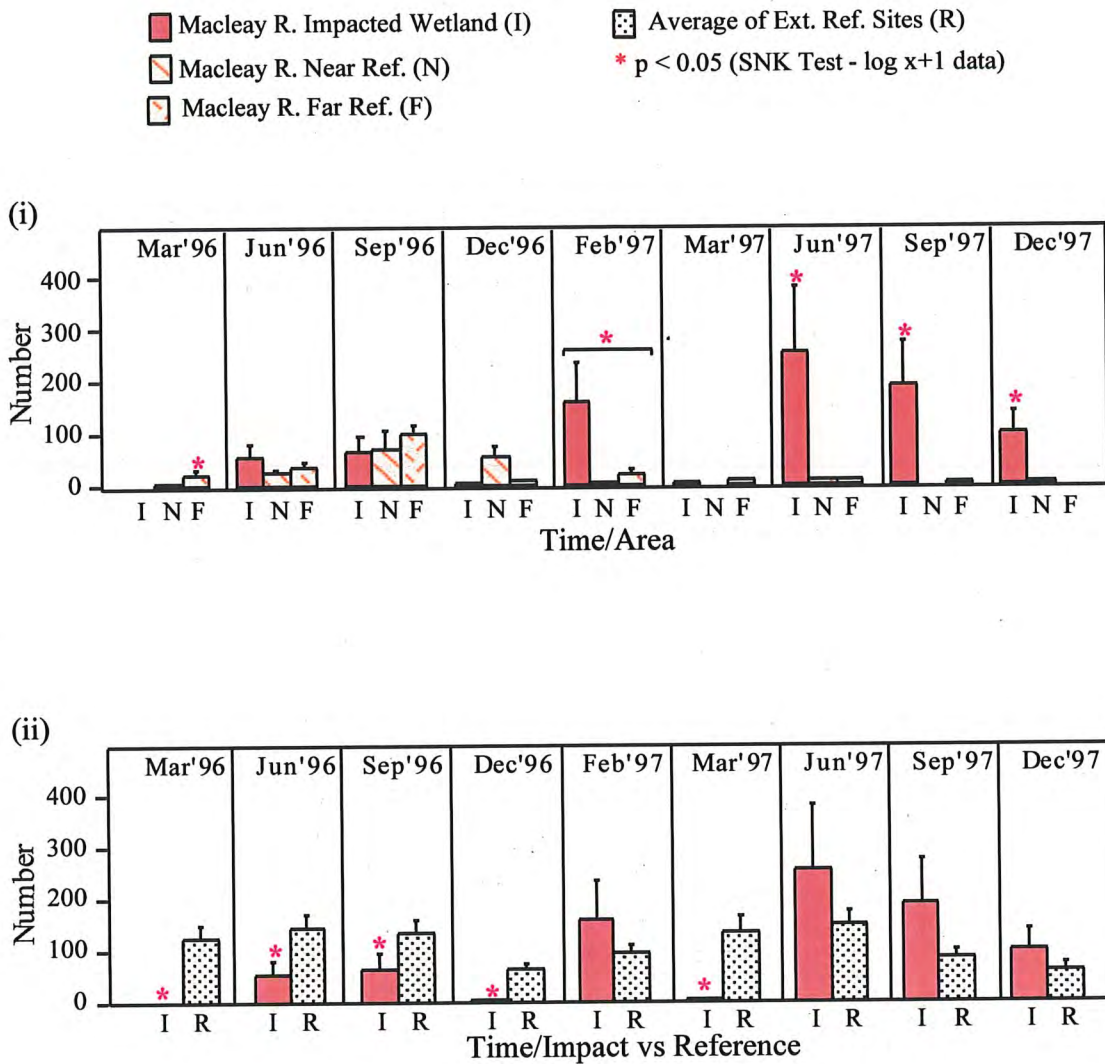 Macleay R. Impacted Wetland (I)
Macleay R. Near Ref. (N)
Macleay R. Far Ref. (F)
Average of Ext. Ref. Sites (R)
* p < 0.05 (SNK Test - log x+1 data)
(i)
Mar'96 Jun'96 Sep'96 Dec'96 Feb'97 Mar'97 Jun'97 Sep'97 Dec'97
Number
400
300
200
100
0
* * * * *
I N F I N F I N F I N F I N F I N F I N F I N F I N F
Time/Area
(ii)
Mar'96 Jun'96 Sep'96 Dec'96 Feb'97 Mar'97 Jun'97 Sep'97 Dec'97
Number
400
300
200
100
0
* * * * *
I R I R I R I R I R I R I R I R I R
Time/Impact vs Reference